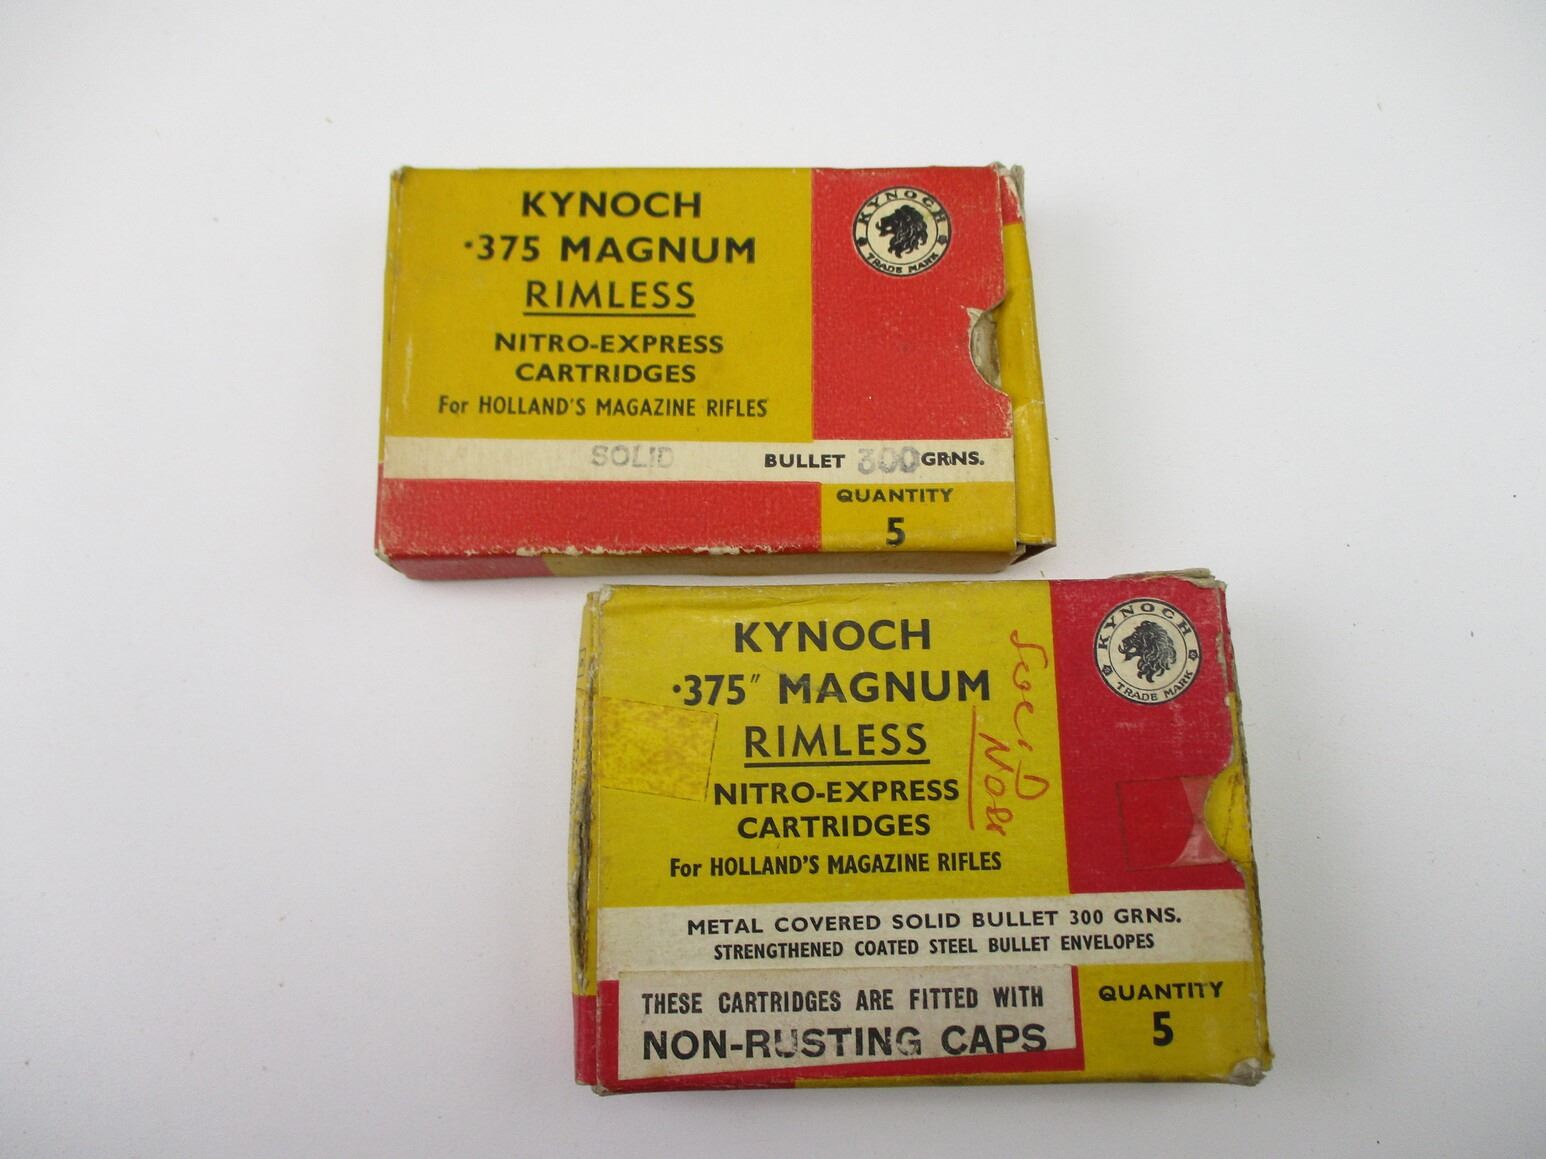 KYNOCH
·375 MAGNUM
RIMLESS
NITRO-EXPRESS
CARTRIDGES
For HOLLAND'S MAGAZINE RIFLES
KYNOCH
TRADE MARK
SOLID BULLET 300 GRNS.
QUANTITY
5
KYNOCH
·375" MAGNUM
RIMLESS
NITRO-EXPRESS
CARTRIDGES
For HOLLAND'S MAGAZINE RIFLES
KYNOCH
TRADE MARK
METAL COVERED SOLID BULLET 300 GRNS.
STRENGTHENED COATED STEEL BULLET ENVELOPES
THESE CARTRIDGES ARE FITTED WITH
NON-RUSTING CAPS
QUANTITY
5